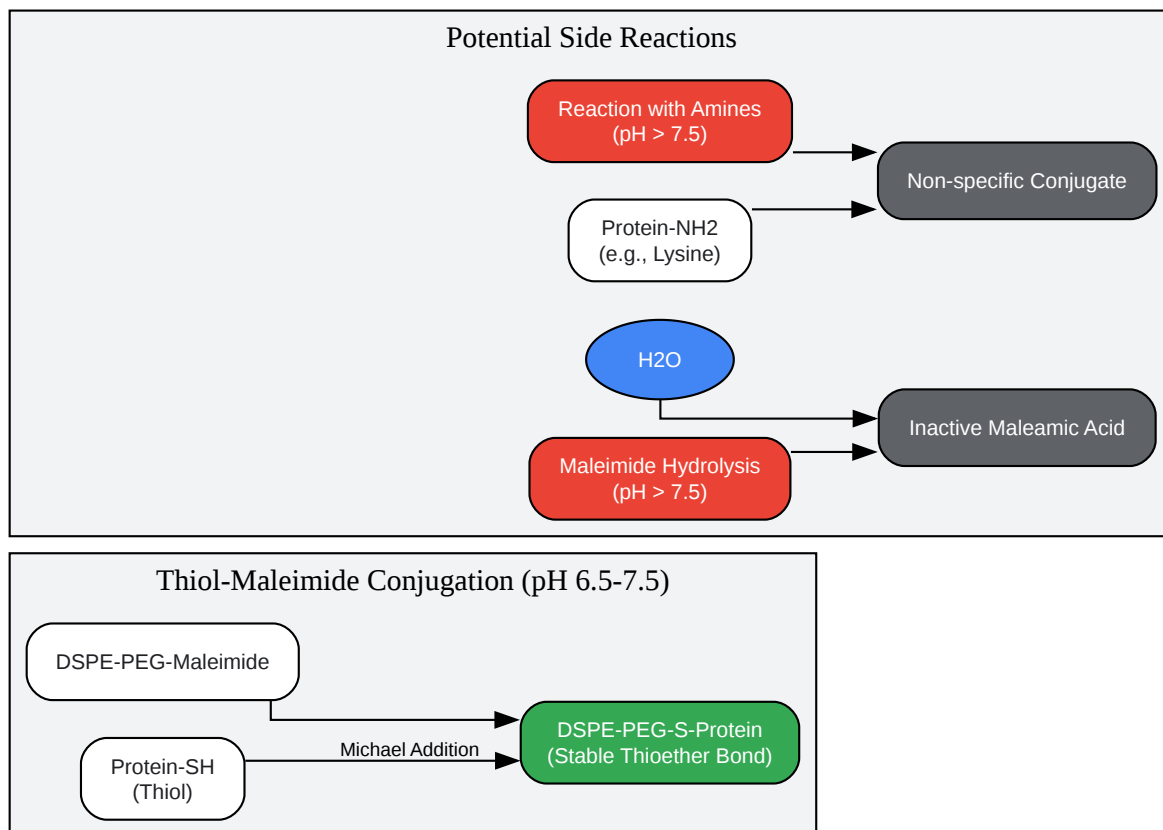 Potential Side Reactions
Reaction with Amines
(pH > 7.5)
Non-specific Conjugate
Protein-NH2
(e.g., Lysine)
H2O
Inactive Maleamic Acid
Maleimide Hydrolysis
(pH > 7.5)
Thiol-Maleimide Conjugation (pH 6.5-7.5)
DSPE-PEG-Maleimide
DSPE-PEG-S-Protein
(Stable Thioether Bond)
Michael Addition
Protein-SH
(Thiol)